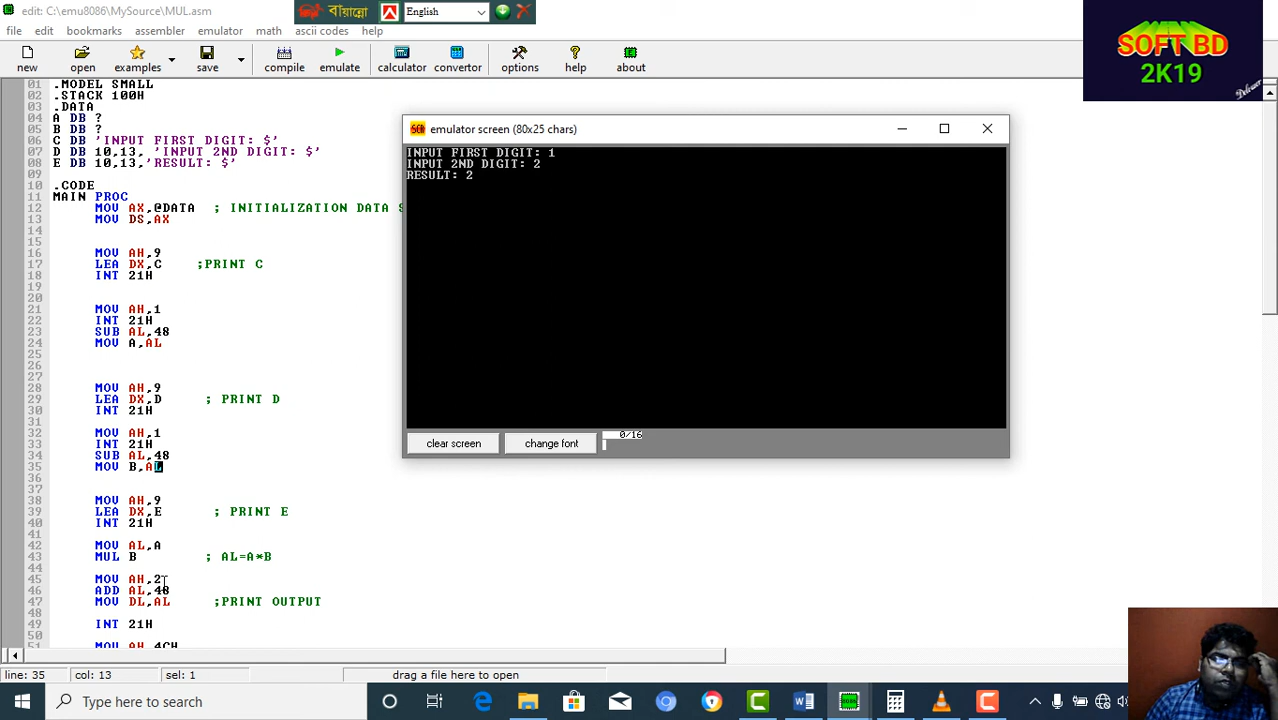 edit: C:\emu8086\MySource\MUL.asm
বায়ান্নো
English
SOFT BD
2K19
Delewer
file edit bookmarks assembler emulator math ascii codes help
new open examples save compile emulate calculator convertor options help about
01 .MODEL SMALL
02 .STACK 100H
03 .DATA
04 A DB ?
05 B DB ?
06 C DB 'INPUT FIRST DIGIT: $'
07 D DB 10,13, 'INPUT 2ND DIGIT: $'
08 E DB 10,13,'RESULT: $'
09
10 .CODE
11 MAIN PROC
12 MOV AX,@DATA ; INITIALIZATION DATA S
13 MOV DS,AX
14
15
16 MOV AH,9
17 LEA DX,C ;PRINT C
18 INT 21H
19
20
21 MOV AH,1
22 INT 21H
23 SUB AL,48
24 MOV A,AL
25
26
27
28 MOV AH,9
29 LEA DX,D ; PRINT D
30 INT 21H
31
32 MOV AH,1
33 INT 21H
34 SUB AL,48
35 MOV B,AL
36
37
38 MOV AH,9
39 LEA DX,E ; PRINT E
40 INT 21H
41
42 MOV AL,A
43 MUL B ; AL=A*B
44
45 MOV AH,2
46 ADD AL,48
47 MOV DL,AL ;PRINT OUTPUT
48
49 INT 21H
50
51 MOV AH,4CH
emulator screen (80x25 chars)
INPUT FIRST DIGIT: 1
INPUT 2ND DIGIT: 2
RESULT: 2
clear screen change font 0/16
line: 35 col: 13 sel: 1 drag a file here to open
Type here to search